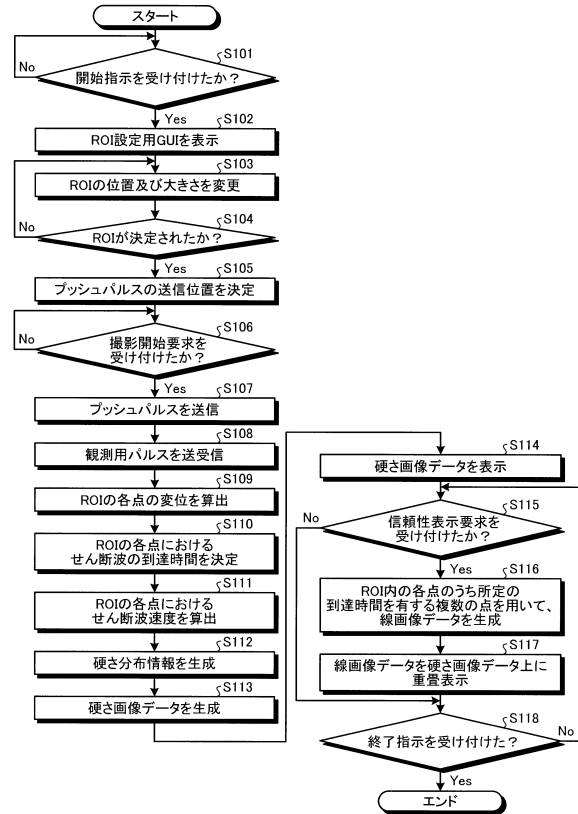 スタート
S101
開始指示を受け付けたか？
No
Yes
S102
ROI設定用GUIを表示
S103
ROIの位置及び大きさを変更
S104
No
ROIが決定されたか？
Yes
S105
プッシュパルスの送信位置を決定
S106
No
撮影開始要求を
受け付けたか？
Yes
S107
プッシュパルスを送信
S108
観測用パルスを送受信
S109
ROIの各点の変位を算出
S110
ROIの各点における
せん断波の到達時間を決定
S111
ROIの各点における
せん断波速度を算出
S112
硬さ分布情報を生成
S113
硬さ画像データを生成
S114
硬さ画像データを表示
S115
No
信頼性表示要求を
受け付けたか？
Yes
S116
ROI内の各点のうち所定の
到達時間を有する複数の点を用いて、
線画像データを生成
S117
線画像データを硬さ画像データ上に
重畳表示
S118
終了指示を受け付けた？
No
Yes
エンド